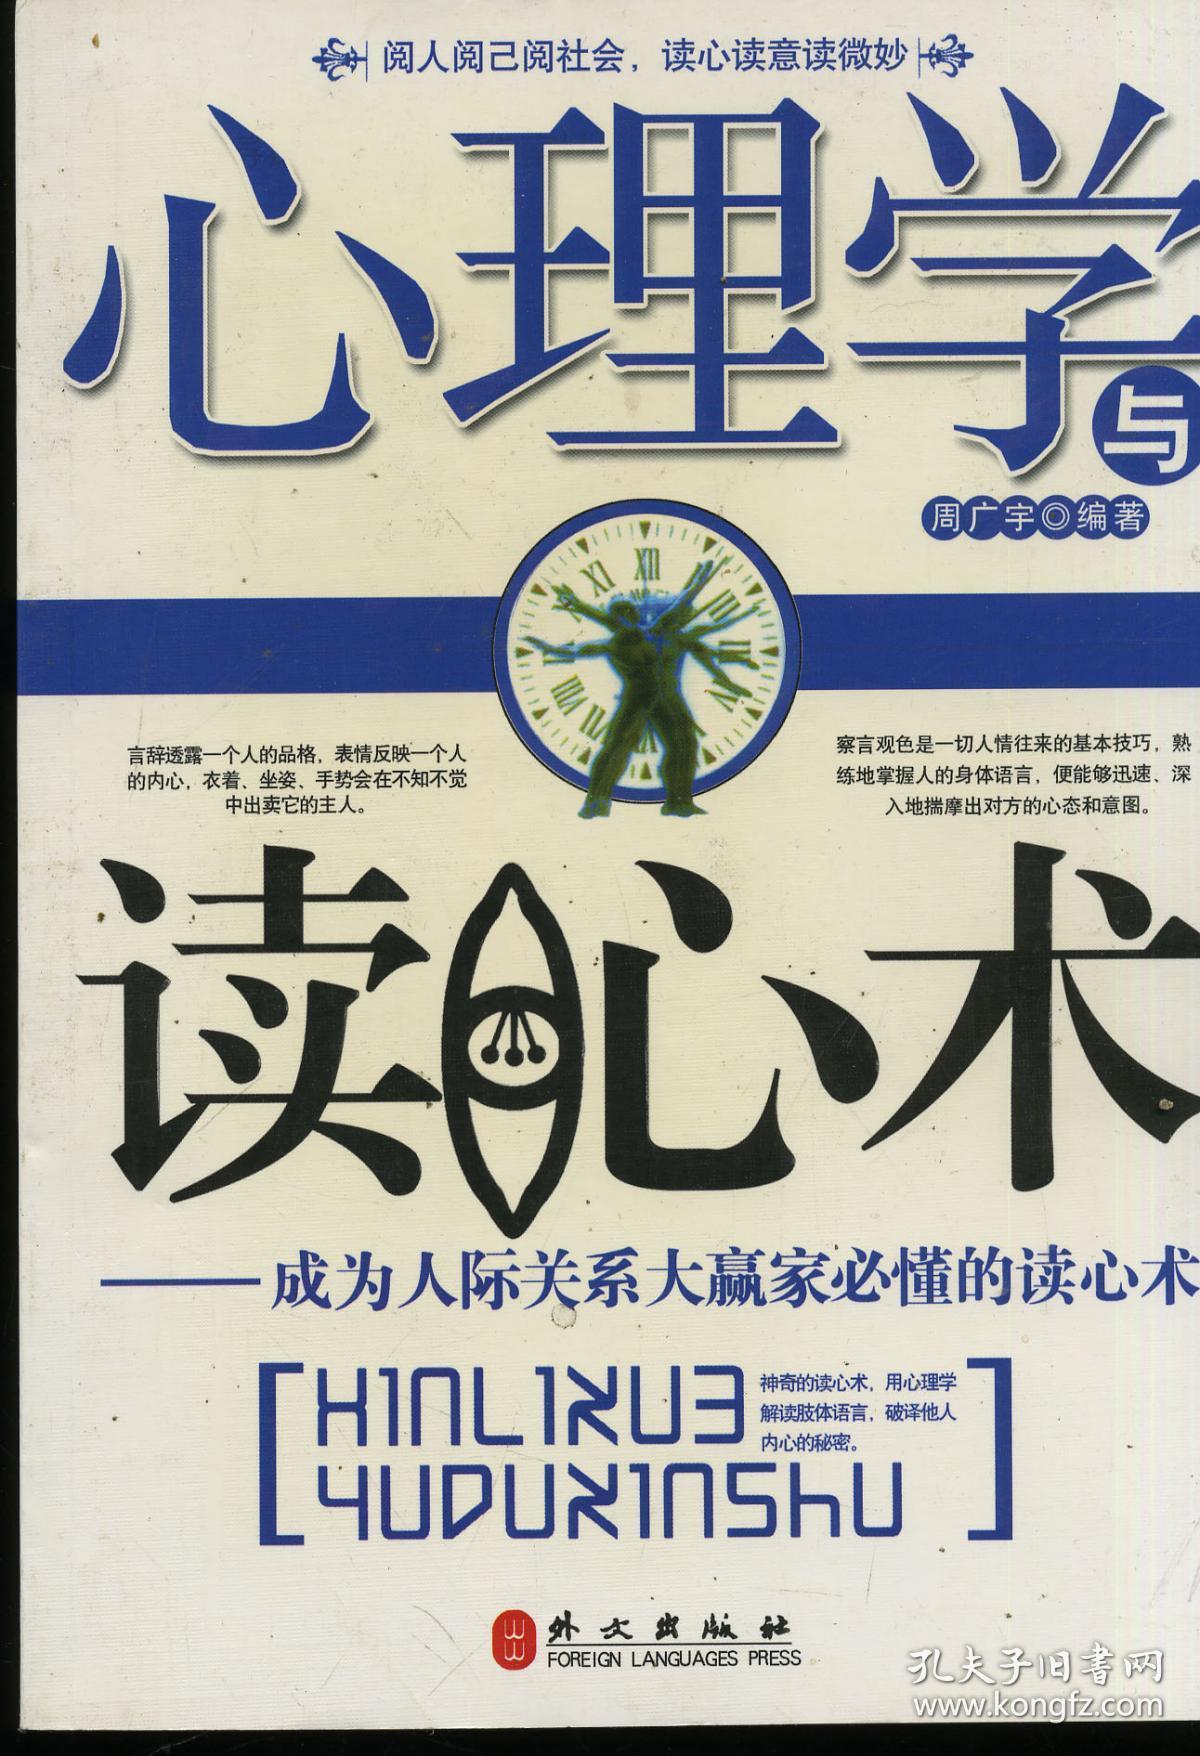 阅人阅己阅社会，读心读意读微妙
心理学
与
周广宇◎编著
XII
XI
言辞透露一个人的品格，表情反映一个人
的内心，衣着、坐姿、手势会在不知不觉
中出卖它的主人。
察言观色是一切人情往来的基本技巧，熟
练地掌握人的身体语言，便能够迅速、深
入地揣摩出对方的心态和意图。
读心术
——成为人际关系大赢家必懂的读心术
XINLIXUE
神奇的读心术，用心理学
解读肢体语言，破译他人
内心的秘密。
YUDUXINSHU
外文出版社
FOREIGN LANGUAGES PRESS
孔夫子旧书网
www.kongfz.com